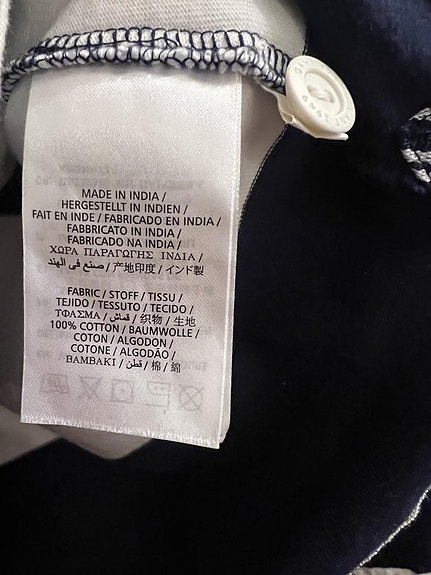 MADE IN INDIA /
HERGESTELLT IN INDIEN /
FAIT EN INDE / FABRICADO EN INDIA /
FABBRICATO IN INDIA /
FABRICADO NA INDIA /
ΧΩΡΑ ΠΑΡΑΓΩΓΗΣ ΙΝΔΙΑ /
صنع في الهند / 产地印度 / インド製
FABRIC / STOFF / TISSU /
TEJIDO / TESSUTO / TECIDO /
ΤΦΑΣΜΑ / قماش / 织物 / 生地
100% COTTON / BAUMWOLLE /
COTON / ALGODON /
COTONE / ALGODÃO /
ΒΑΜΒΑΚΙ / قطن / 棉 / 綿